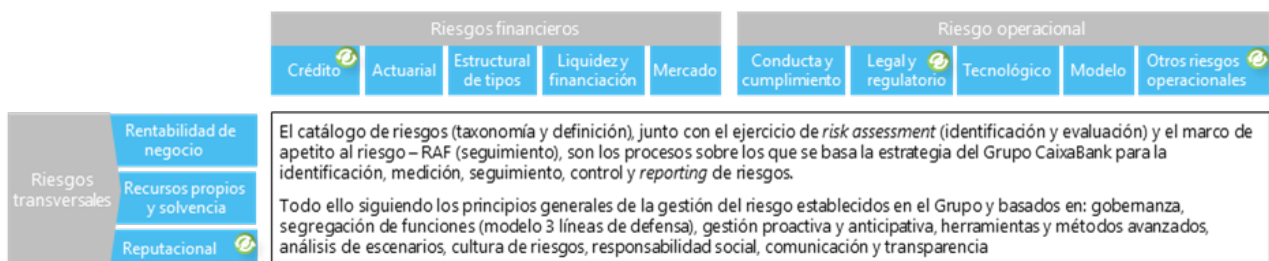 Riesgos financieros
Riesgo operacional
Crédito
Actuarial
Estructural
de tipos
Liquidez y
financiación
Mercado
Conducta y
cumplimiento
Legal y
regulatorio
Tecnológico
Modelo
Otros riesgos
operacionales
Riesgos
transversales
Rentabilidad de
negocio
Recursos propios
y solvencia
Reputacional
El catálogo de riesgos (taxonomía y definición), junto con el ejercicio de risk assessment (identificación y evaluación) y el marco de
apetito al riesgo – RAF (seguimiento), son los procesos sobre los que se basa la estrategia del Grupo CaixaBank para la
identificación, medición, seguimiento, control y reporting de riesgos.
Todo ello siguiendo los principios generales de la gestión del riesgo establecidos en el Grupo y basados en: gobernanza,
segregación de funciones (modelo 3 líneas de defensa), gestión proactiva y anticipativa, herramientas y métodos avanzados,
análisis de escenarios, cultura de riesgos, responsabilidad social, comunicación y transparencia